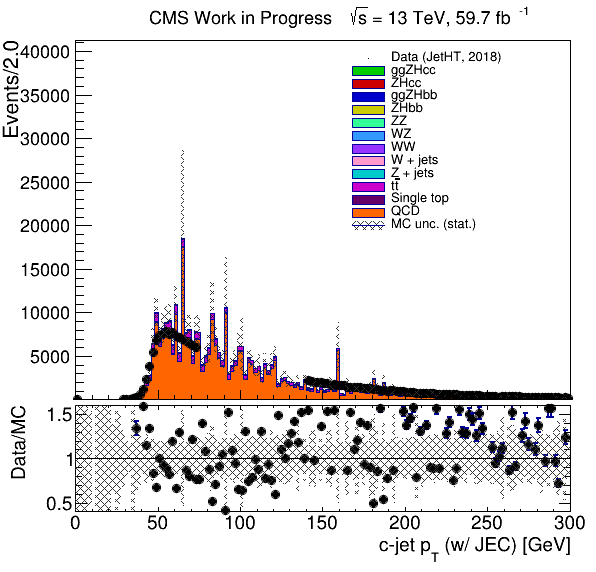 CMS Work in Progress √s = 13 TeV, 59.7 fb -1
Events/2.0
40000
35000
30000
25000
20000
15000
10000
5000
Data (JetHT, 2018)
ggZHcc
ZHcc
ggZHbb
ZHbb
ZZ
WZ
WW
W + jets
Z + jets
tt̅
Single top
QCD
MC unc. (stat.)
Data/MC
1.5
1
0.5
0 50 100 150 200 250 300
c-jet p_T (w/ JEC) [GeV]